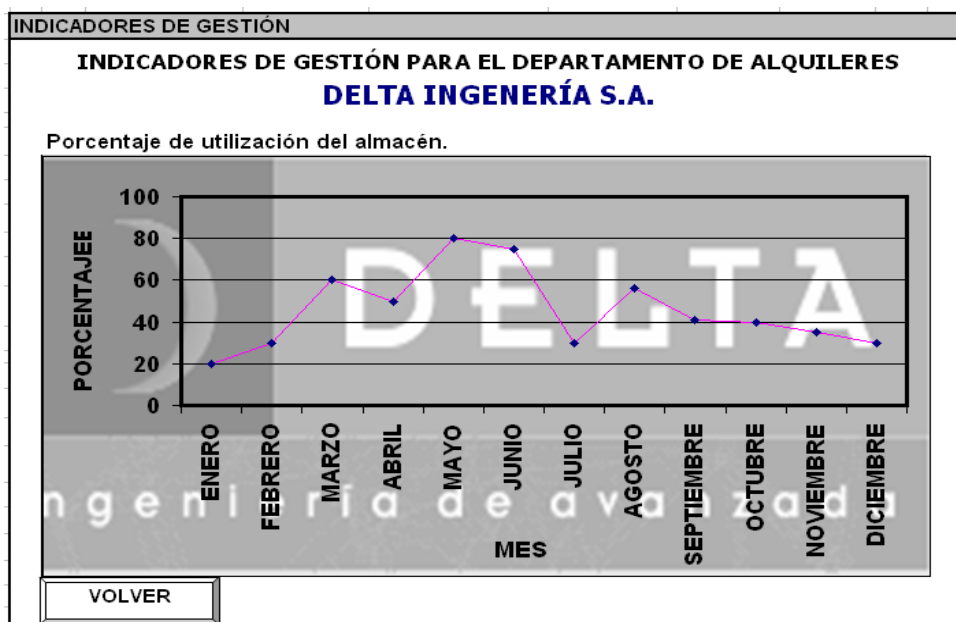 INDICADORES DE GESTIÓN
INDICADORES DE GESTIÓN PARA EL DEPARTAMENTO DE ALQUILERES
DELTA INGENERÍA S.A.
Porcentaje de utilización del almacén.
DELTA
ngeniería de avanzada
PORCENTAJEE
100
80
60
40
20
0
ENERO
FEBRERO
MARZO
ABRIL
MAYO
JUNIO
JULIO
AGOSTO
SEPTIEMBRE
OCTUBRE
NOVIEMBRE
DICIEMBRE
MES
VOLVER